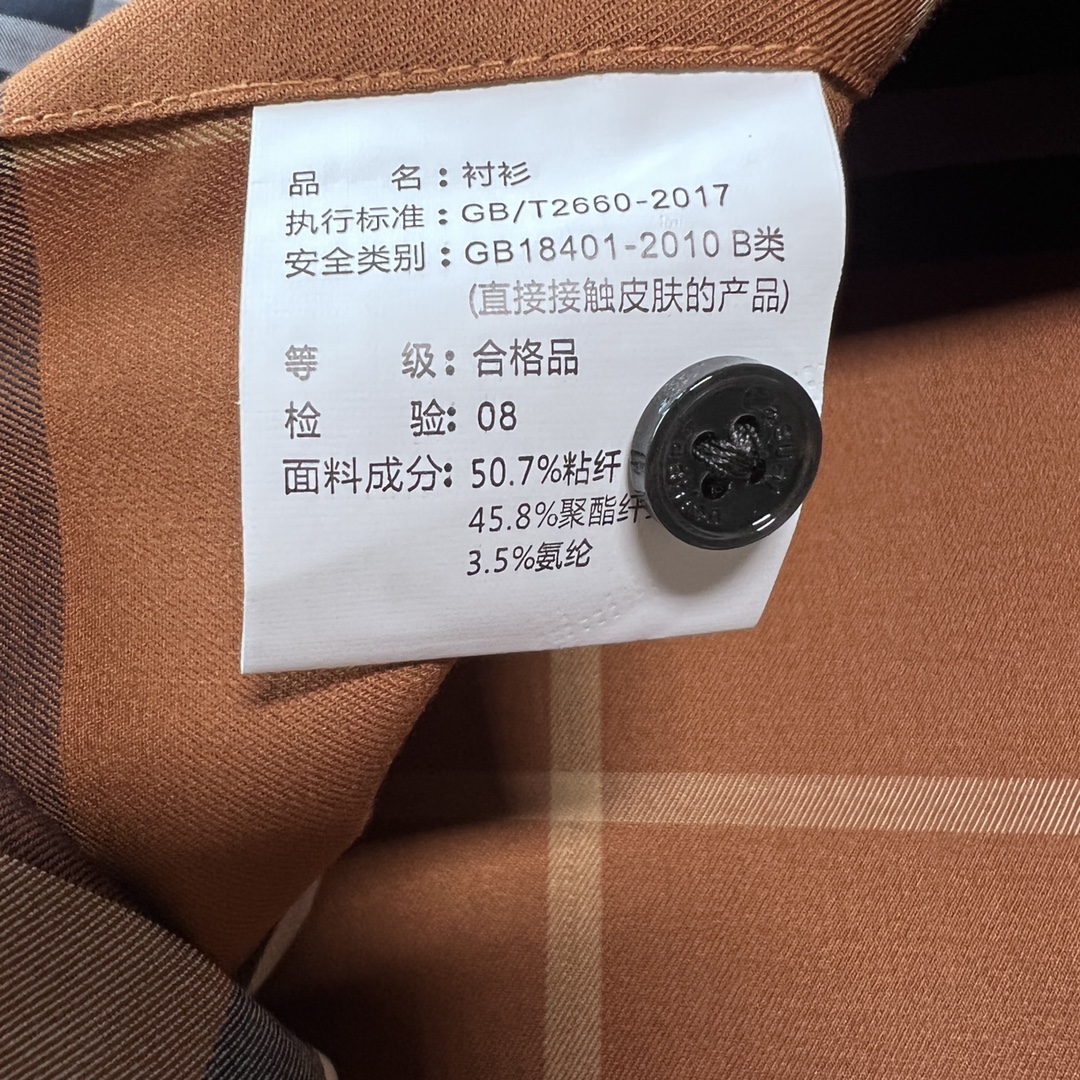 品 名：衬衫
执行标准：GB/T2660-2017
安全类别：GB18401-2010 B类
(直接接触皮肤的产品)
等 级：合格品
检 验：08
面料成分：50.7%粘纤
45.8%聚酯纤
3.5%氨纶